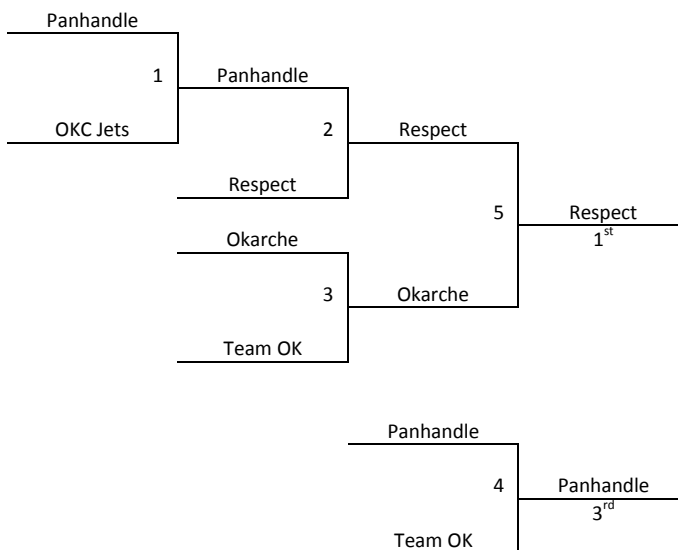 Panhandle
1
Panhandle
OKC Jets
2
Respect
Respect
5
Respect
1st
Okarche
3
Okarche
Team OK
Panhandle
4
Panhandle
3rd
Team OK